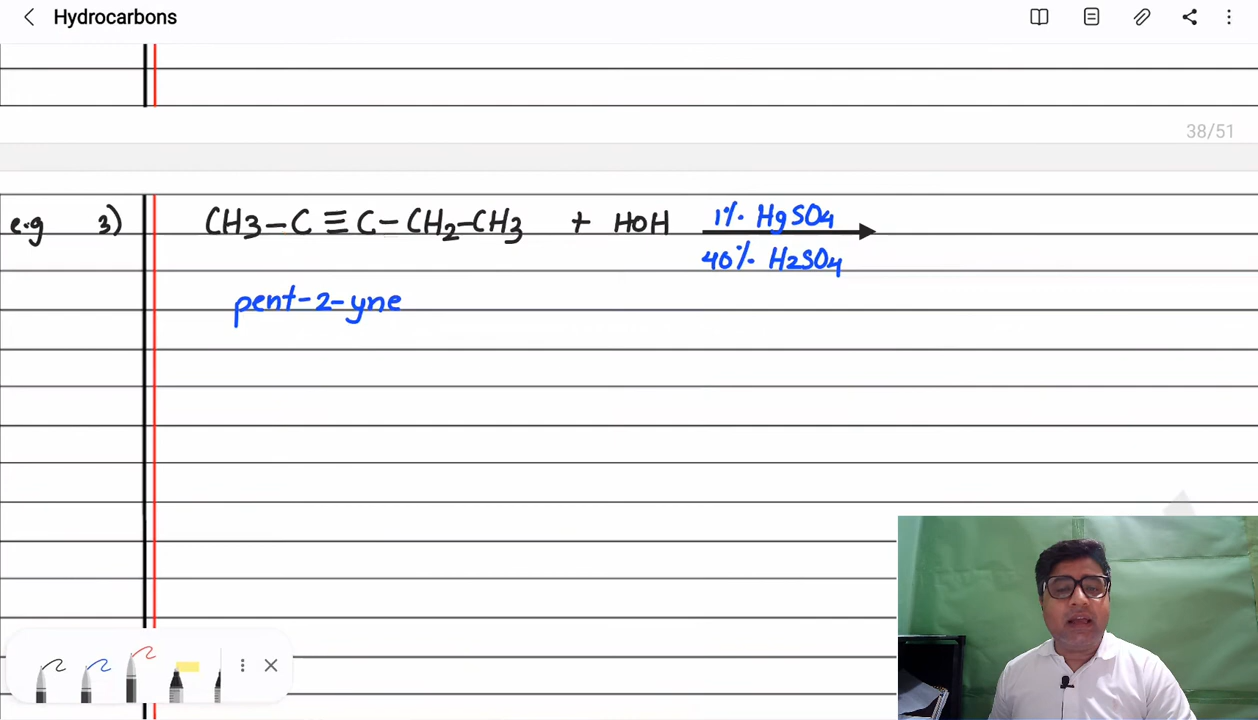 Hydrocarbons
38/51
e.g 3) CH3-C≡C-CH2-CH3 + HOH 1% HgSO4
40% H2SO4
pent-2-yne